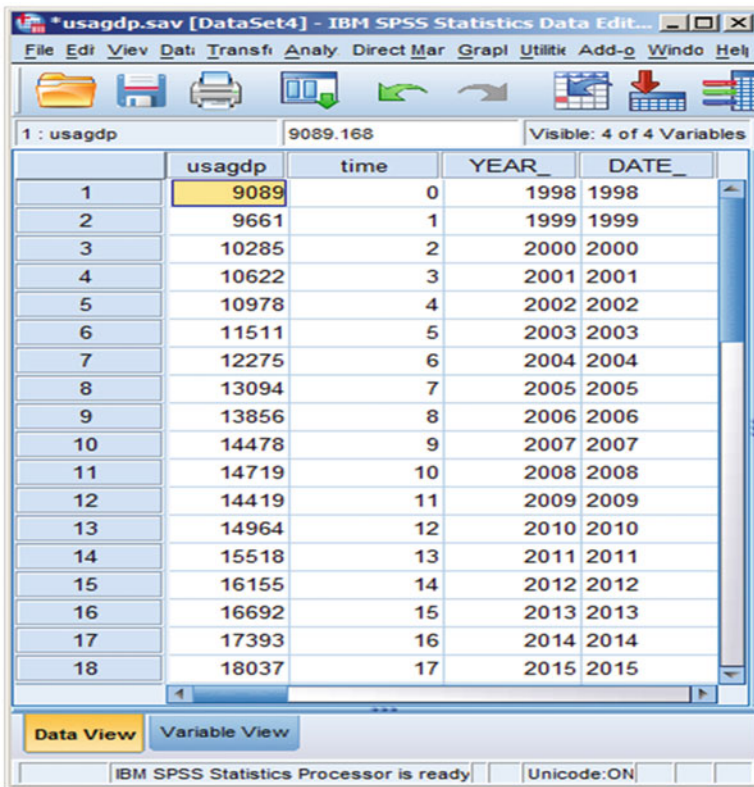 *usagdp.sav [DataSet4] - IBM SPSS Statistics Data Edit...
File Edi Viev Dati Transfi Analy. Direct Mar Grapl Utilitie Add-o Windo Help
1 : usagdp 9089.168 Visible: 4 of 4 Variables
usagdp time YEAR_ DATE_
1 9089 0 1998 1998
2 9661 1 1999 1999
3 10285 2 2000 2000
4 10622 3 2001 2001
5 10978 4 2002 2002
6 11511 5 2003 2003
7 12275 6 2004 2004
8 13094 7 2005 2005
9 13856 8 2006 2006
10 14478 9 2007 2007
11 14719 10 2008 2008
12 14419 11 2009 2009
13 14964 12 2010 2010
14 15518 13 2011 2011
15 16155 14 2012 2012
16 16692 15 2013 2013
17 17393 16 2014 2014
18 18037 17 2015 2015
Data View Variable View
IBM SPSS Statistics Processor is ready Unicode:ON